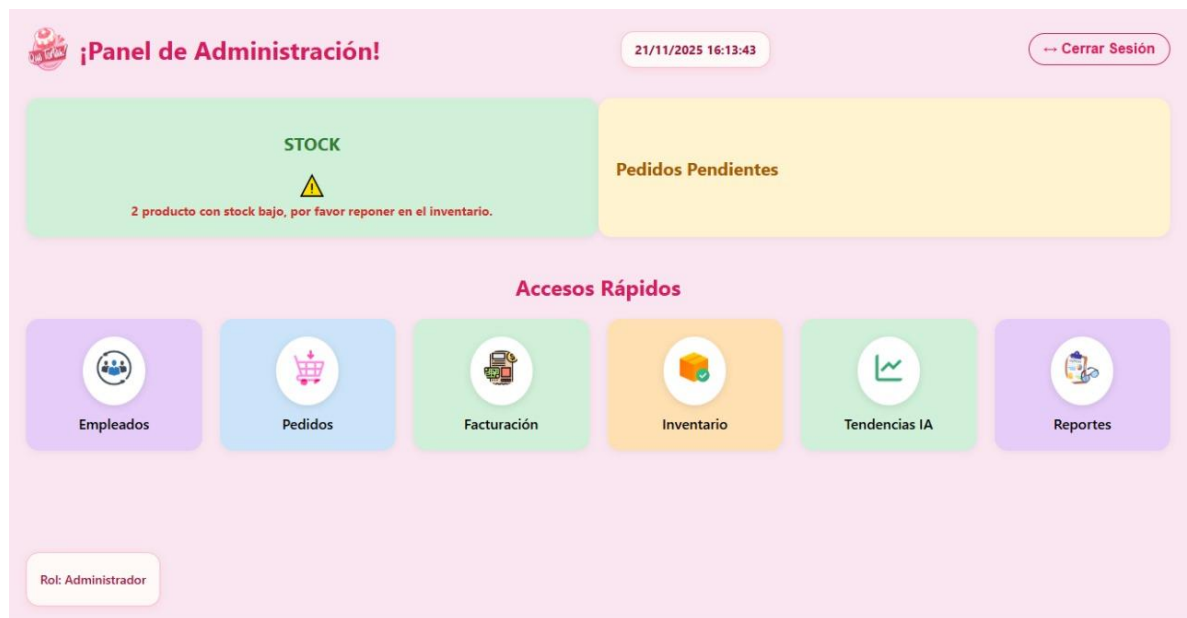 ¡Panel de Administración!
21/11/2025 16:13:43
↔ Cerrar Sesión
STOCK
2 producto con stock bajo, por favor reponer en el inventario.
Pedidos Pendientes
Accesos Rápidos
Empleados
Pedidos
Facturación
Inventario
Tendencias IA
Reportes
Rol: Administrador